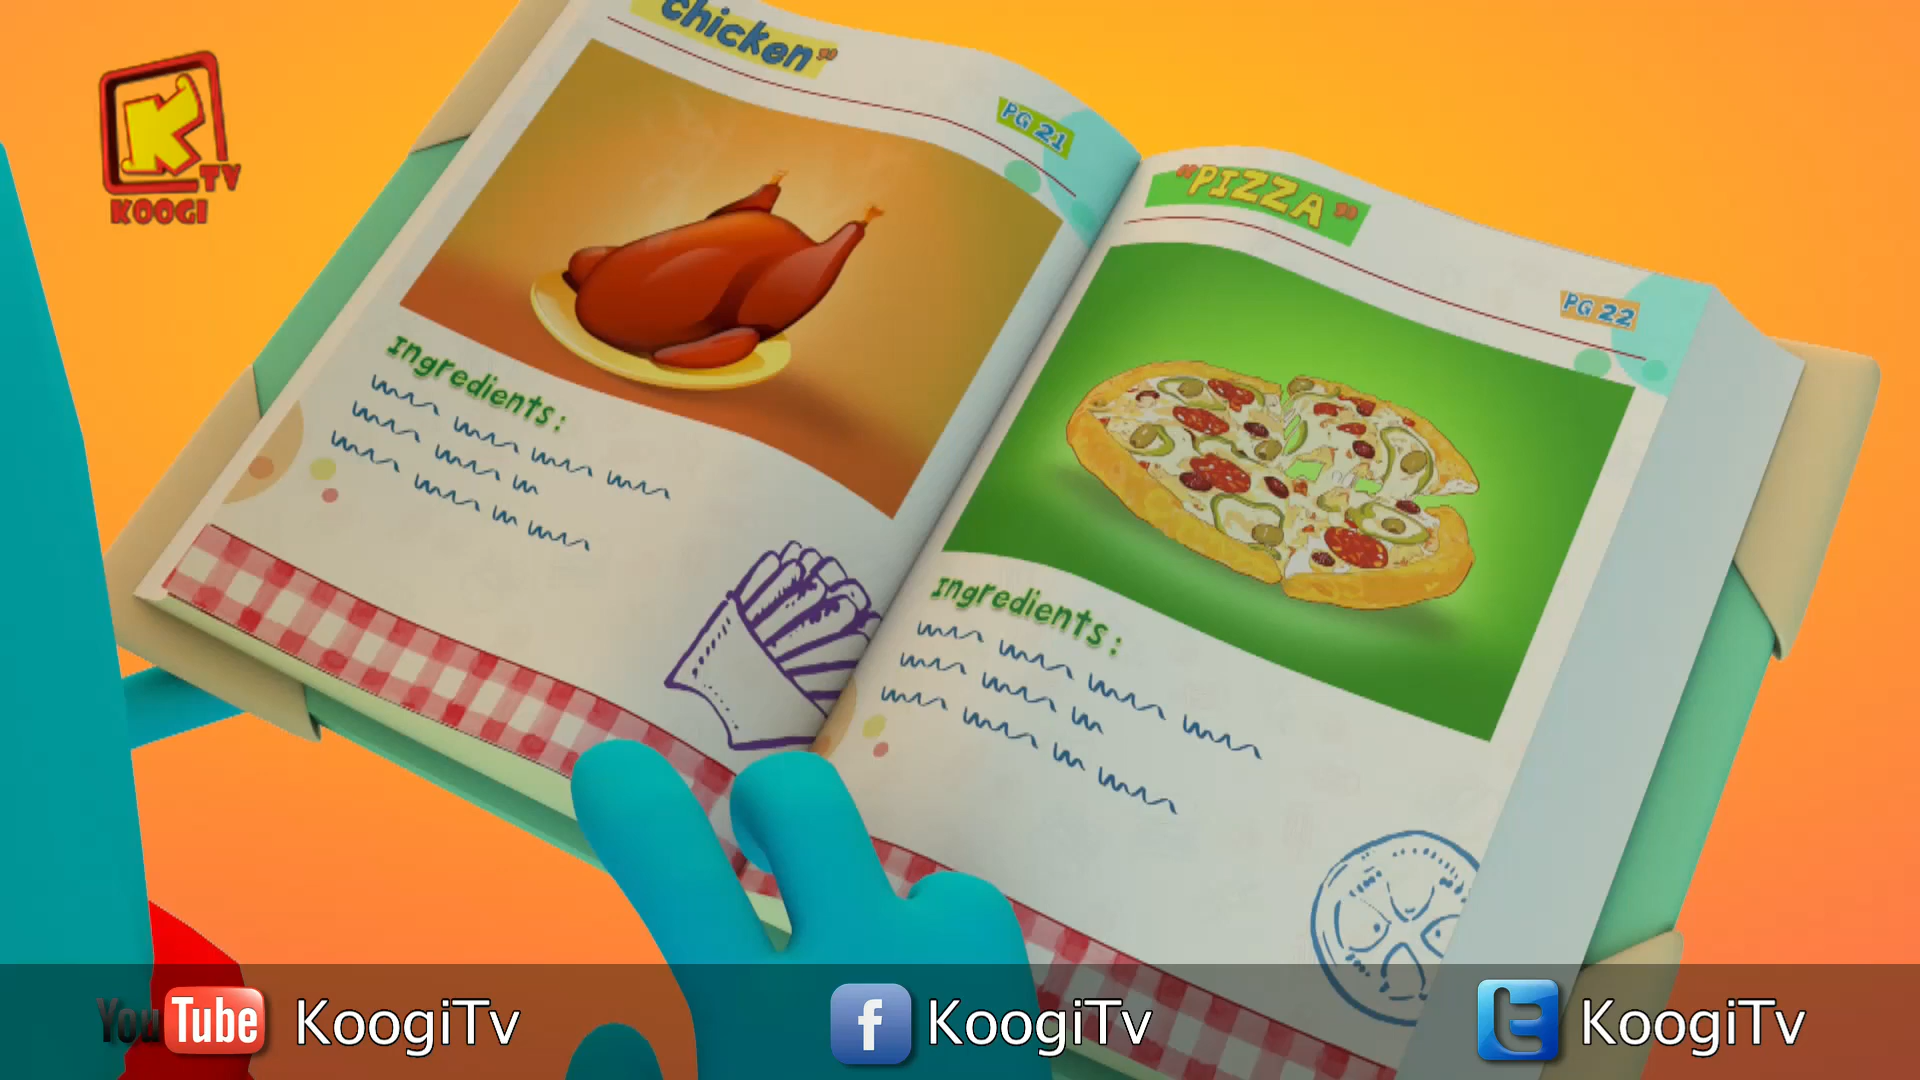 Chicken"
PG 21
Ingredients:
"PIZZA"
PG 22
Ingredients:
K TV
KOOGI
YouTube KoogiTv
f KoogiTv
t KoogiTv